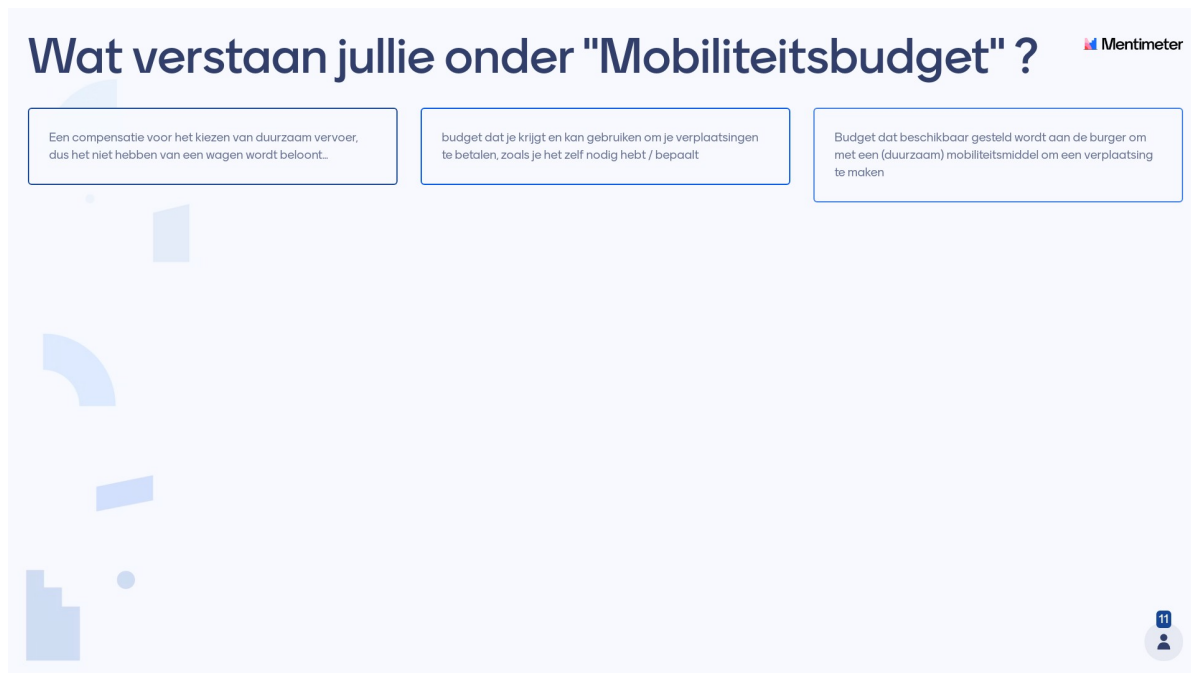 Wat verstaan jullie onder "Mobiliteitsbudget" ?
Mentimeter
Een compensatie voor het kiezen van duurzaam vervoer,
dus het niet hebben van een wagen wordt beloont...
budget dat je krijgt en kan gebruiken om je verplaatsingen
te betalen, zoals je het zelf nodig hebt / bepaalt
Budget dat beschikbaar gesteld wordt aan de burger om
met een (duurzaam) mobiliteitsmiddel om een verplaatsing
te maken
11